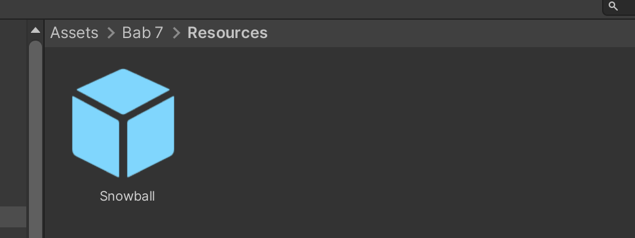 Assets > Bab 7 > Resources
Snowball